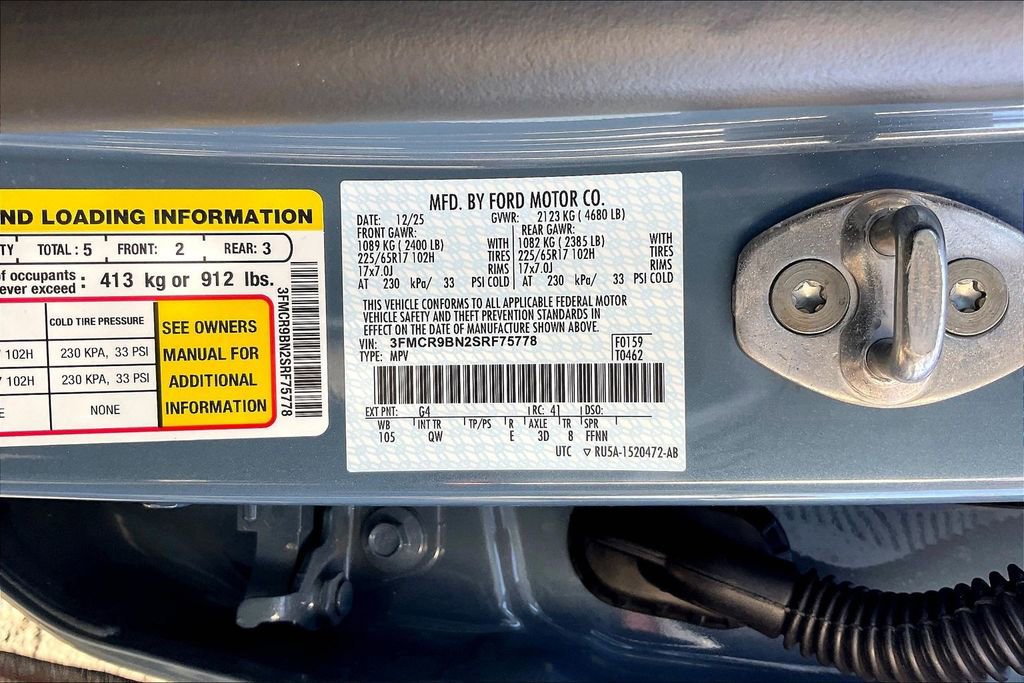 ND LOADING INFORMATION
TY TOTAL: 5 FRONT: 2 REAR: 3
of occupants
ever exceed : 413 kg or 912 lbs.
COLD TIRE PRESSURE
7 102H 230 KPA, 33 PSI
7 102H 230 KPA, 33 PSI
E NONE
SEE OWNERS
MANUAL FOR
ADDITIONAL
INFORMATION
3FMCR9BN2SRF75778
MFD. BY FORD MOTOR CO.
DATE: 12/25 GVWR: 2123 KG (4680 LB)
FRONT GAWR: REAR GAWR:
1089 KG (2400 LB) WITH 1082 KG (2385 LB) WITH
225/65R17 102H TIRES 225/65R17 102H TIRES
17x7.0J RIMS 17x7.0J RIMS
AT 230 kPa/ 33 PSI COLD AT 230 kPa/ 33 PSI COLD
THIS VEHICLE CONFORMS TO ALL APPLICABLE FEDERAL MOTOR
VEHICLE SAFETY AND THEFT PREVENTION STANDARDS IN
EFFECT ON THE DATE OF MANUFACTURE SHOWN ABOVE.
VIN: 3FMCR9BN2SRF75778 F0159
TYPE: MPV T0462
EXT PNT: G4 RC: 41 DSO:
WB INT TR TP/PS R AXLE TR SPR
105 QW E 3D 8 FFNN
UTC ▽ RU5A-1520472-AB